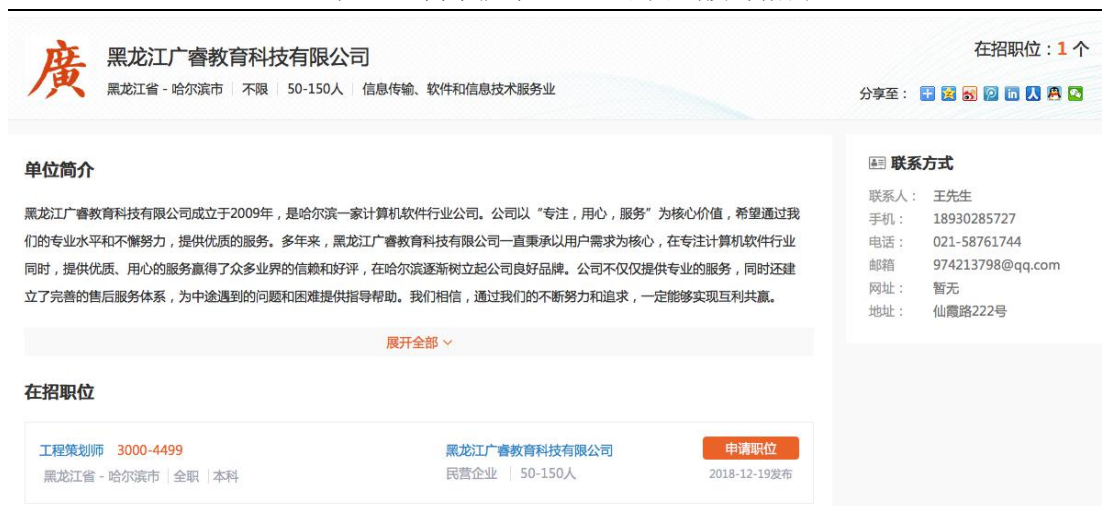 廣
黑龙江广睿教育科技有限公司
黑龙江省 - 哈尔滨市 | 不限 | 50-150人 | 信息传输、软件和信息技术服务业
在招职位：1 个
分享至：
单位简介
黑龙江广睿教育科技有限公司成立于2009年，是哈尔滨一家计算机软件行业公司。公司以“专注，用心，服务”为核心价值，希望通过我
们的专业水平和不懈努力，提供优质的服务。多年来，黑龙江广睿教育科技有限公司一直秉承以用户需求为核心，在专注计算机软件行业
同时，提供优质、用心的服务赢得了众多业界的信赖和好评，在哈尔滨逐渐树立起公司良好品牌。公司不仅仅提供专业的服务，同时还建
立了完善的售后服务体系，为中途遇到的问题和困难提供指导帮助。我们相信，通过我们的不断努力和追求，一定能够实现互利共赢。
展开全部
在招职位
工程策划师 3000-4499
黑龙江省 - 哈尔滨市 | 全职 | 本科
黑龙江广睿教育科技有限公司
民营企业 | 50-150人
申请职位
2018-12-19发布
联系方式
联系人： 王先生
手机： 18930285727
电话： 021-58761744
邮箱 974213798@qq.com
网址： 暂无
地址： 仙霞路222号